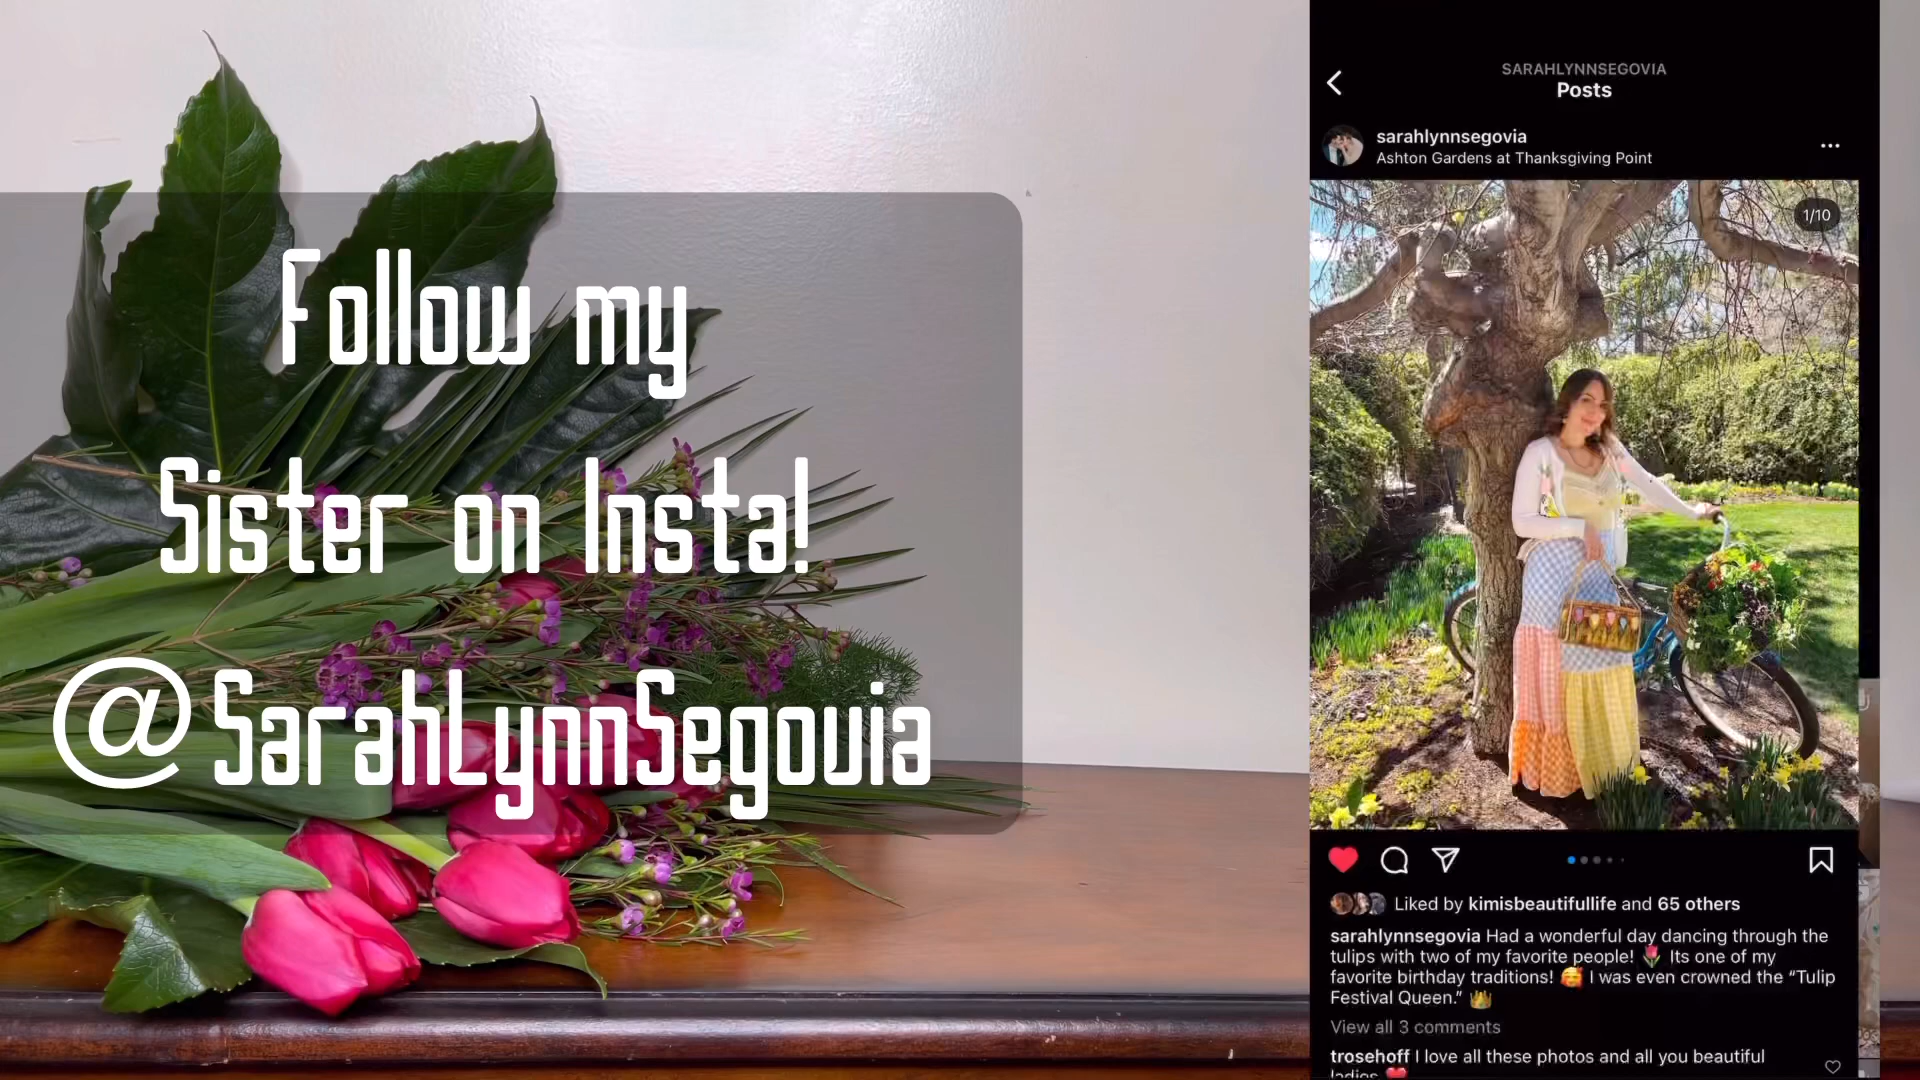 Follow my
Sister on Insta!
@SarahLynnSegovia
SARAHLYNNSEGOVIA
Posts
sarahlynnsegovia
Ashton Gardens at Thanksgiving Point
1/10
Liked by kimisbeautifullife and 65 others
sarahlynnsegovia Had a wonderful day dancing through the
tulips with two of my favorite people! 🌷 Its one of my
favorite birthday traditions! 🥰 I was even crowned the “Tulip
Festival Queen.” 👑
View all 3 comments
trosehoff I love all these photos and all you beautiful
ladies ❤️